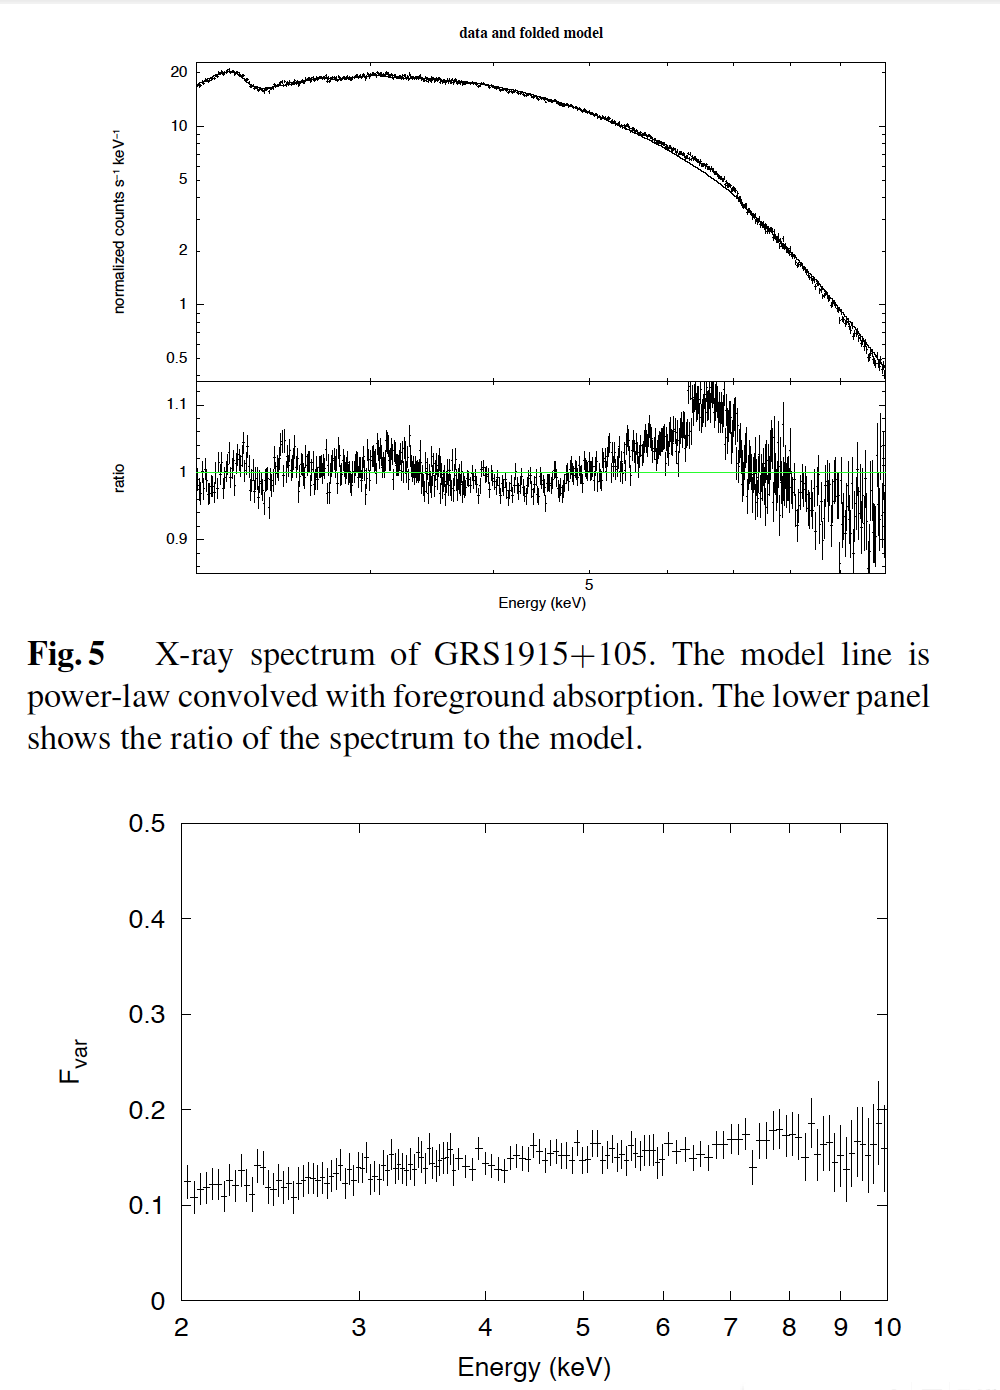 data and folded model
20
10
5
2
1
0.5
normalized counts s⁻¹ keV⁻¹
1.1
1
0.9
ratio
5
Energy (keV)
Fig. 5 X-ray spectrum of GRS1915+105. The model line is
power-law convolved with foreground absorption. The lower panel
shows the ratio of the spectrum to the model.
0.5
0.4
0.3
0.2
0.1
0
Fvar
2 3 4 5 6 7 8 9 10
Energy (keV)